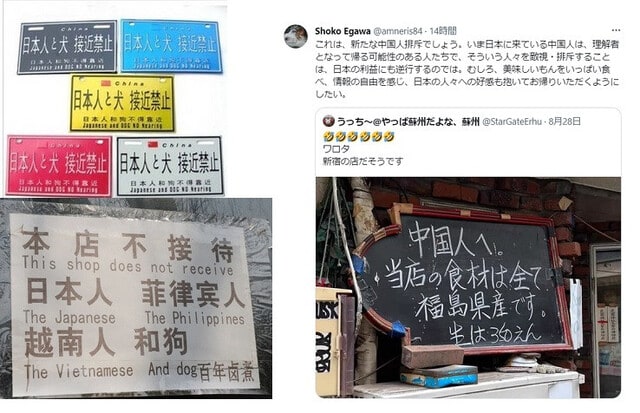 China
日本人と犬 接近禁止
日本人和狗不得靠近
Japanese and DOG NO Nearing
China
日本人と犬 接近禁止
日本人和狗不得靠近
Japanese and DOG NO Nearing
China
日本人と犬 接近禁止
日本人和狗不得靠近
Japanese and DOG NO Nearing
China
日本人と犬 接近禁止
日本人和狗不得靠近
Japanese and DOG NO Nearing
China
日本人と犬 接近禁止
日本人和狗不得靠近
Japanese and DOG NO Nearing
本店不接待
This shop does not receive
日本人 菲律宾人
The Japanese The Philippines
越南人 和狗
The Vietnamese And dog百年卤煮
Shoko Egawa @amneris84・14時間
これは、新たな中国人排斥でしょう。いま日本に来ている中国人は、理解者
となって帰る可能性のある人たちで、そういう人々を敵視・排斥すること
は、日本の利益にも逆行するのでは。むしろ、美味しいもんをいっぱい食
べ、情報の自由を感じ、日本の人々への好感も抱いてお帰りいただくように
したい。
うっち〜@やっぱ蘇州だよな、蘇州 @StarGateErhu・8月28日
🤣🤣🤣🤣🤣🤣
ワロタ
新宿の店だそうです
中国人へ!。
当店の食材は全て、
福島県産です。